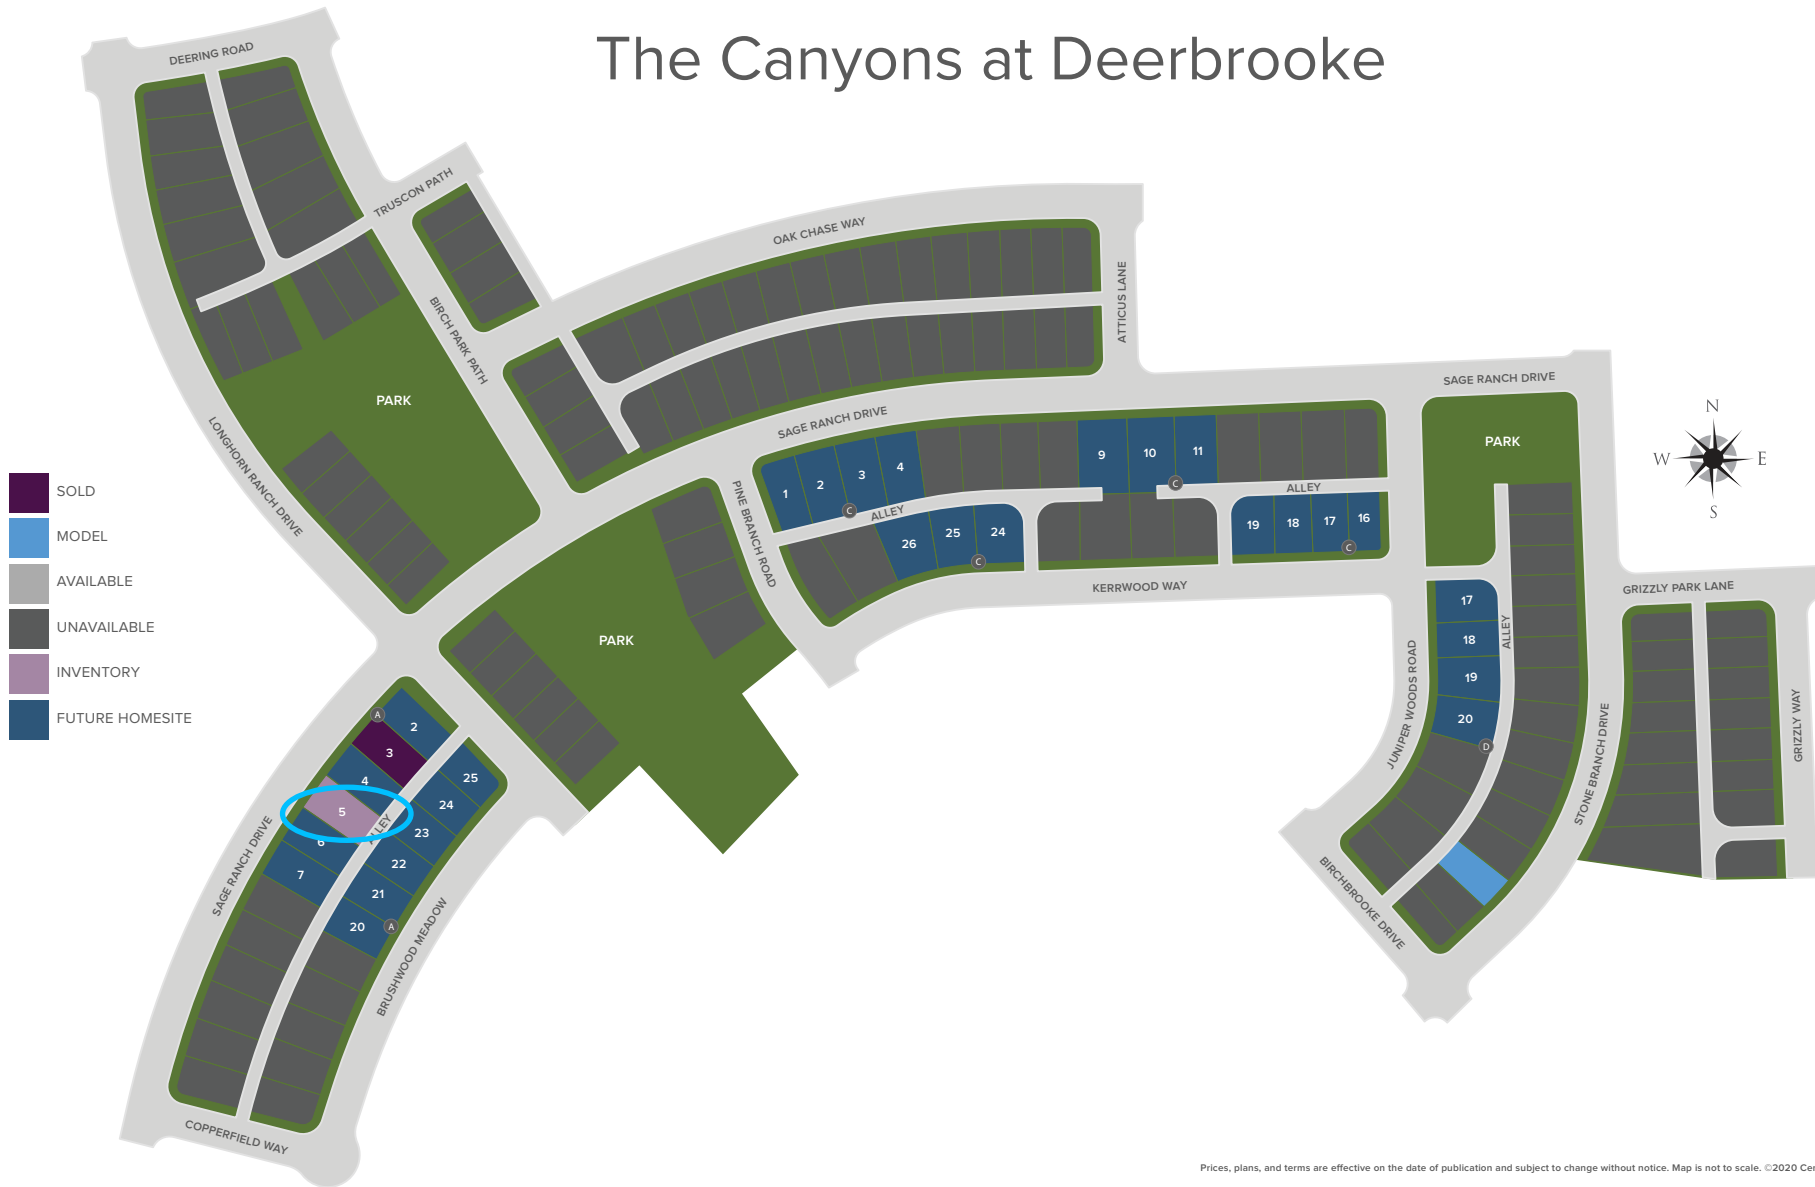 The Canyons at Deerbrooke
DEERING ROAD
TRUSCON PATH
OAK CHASE WAY
ATTICUS LANE
BIRCH PARK PATH
PARK
LONGHORN RANCH DRIVE
SAGE RANCH DRIVE
SAGE RANCH DRIVE
PARK
N
W E
S
PINE BRANCH ROAD
1 2 3 4 9 10 11
C
C
ALLEY
ALLEY
26 25 24
C
19 18 17 16
C
KERRWOOD WAY
SOLD
MODEL
AVAILABLE
UNAVAILABLE
INVENTORY
FUTURE HOMESITE
PARK
17
18
19
20
D
ALLEY
JUNIPER WOODS ROAD
STONE BRANCH DRIVE
GRIZZLY PARK LANE
GRIZZLY WAY
BIRCHBROOKE DRIVE
A
2
3
4
5
6
7
ALLEY
25
24
23
22
21
20
A
SAGE RANCH DRIVE
BRUSHWOOD MEADOW
COPPERFIELD WAY
Prices, plans, and terms are effective on the date of publication and subject to change without notice. Map is not to scale. ©2020 Cen